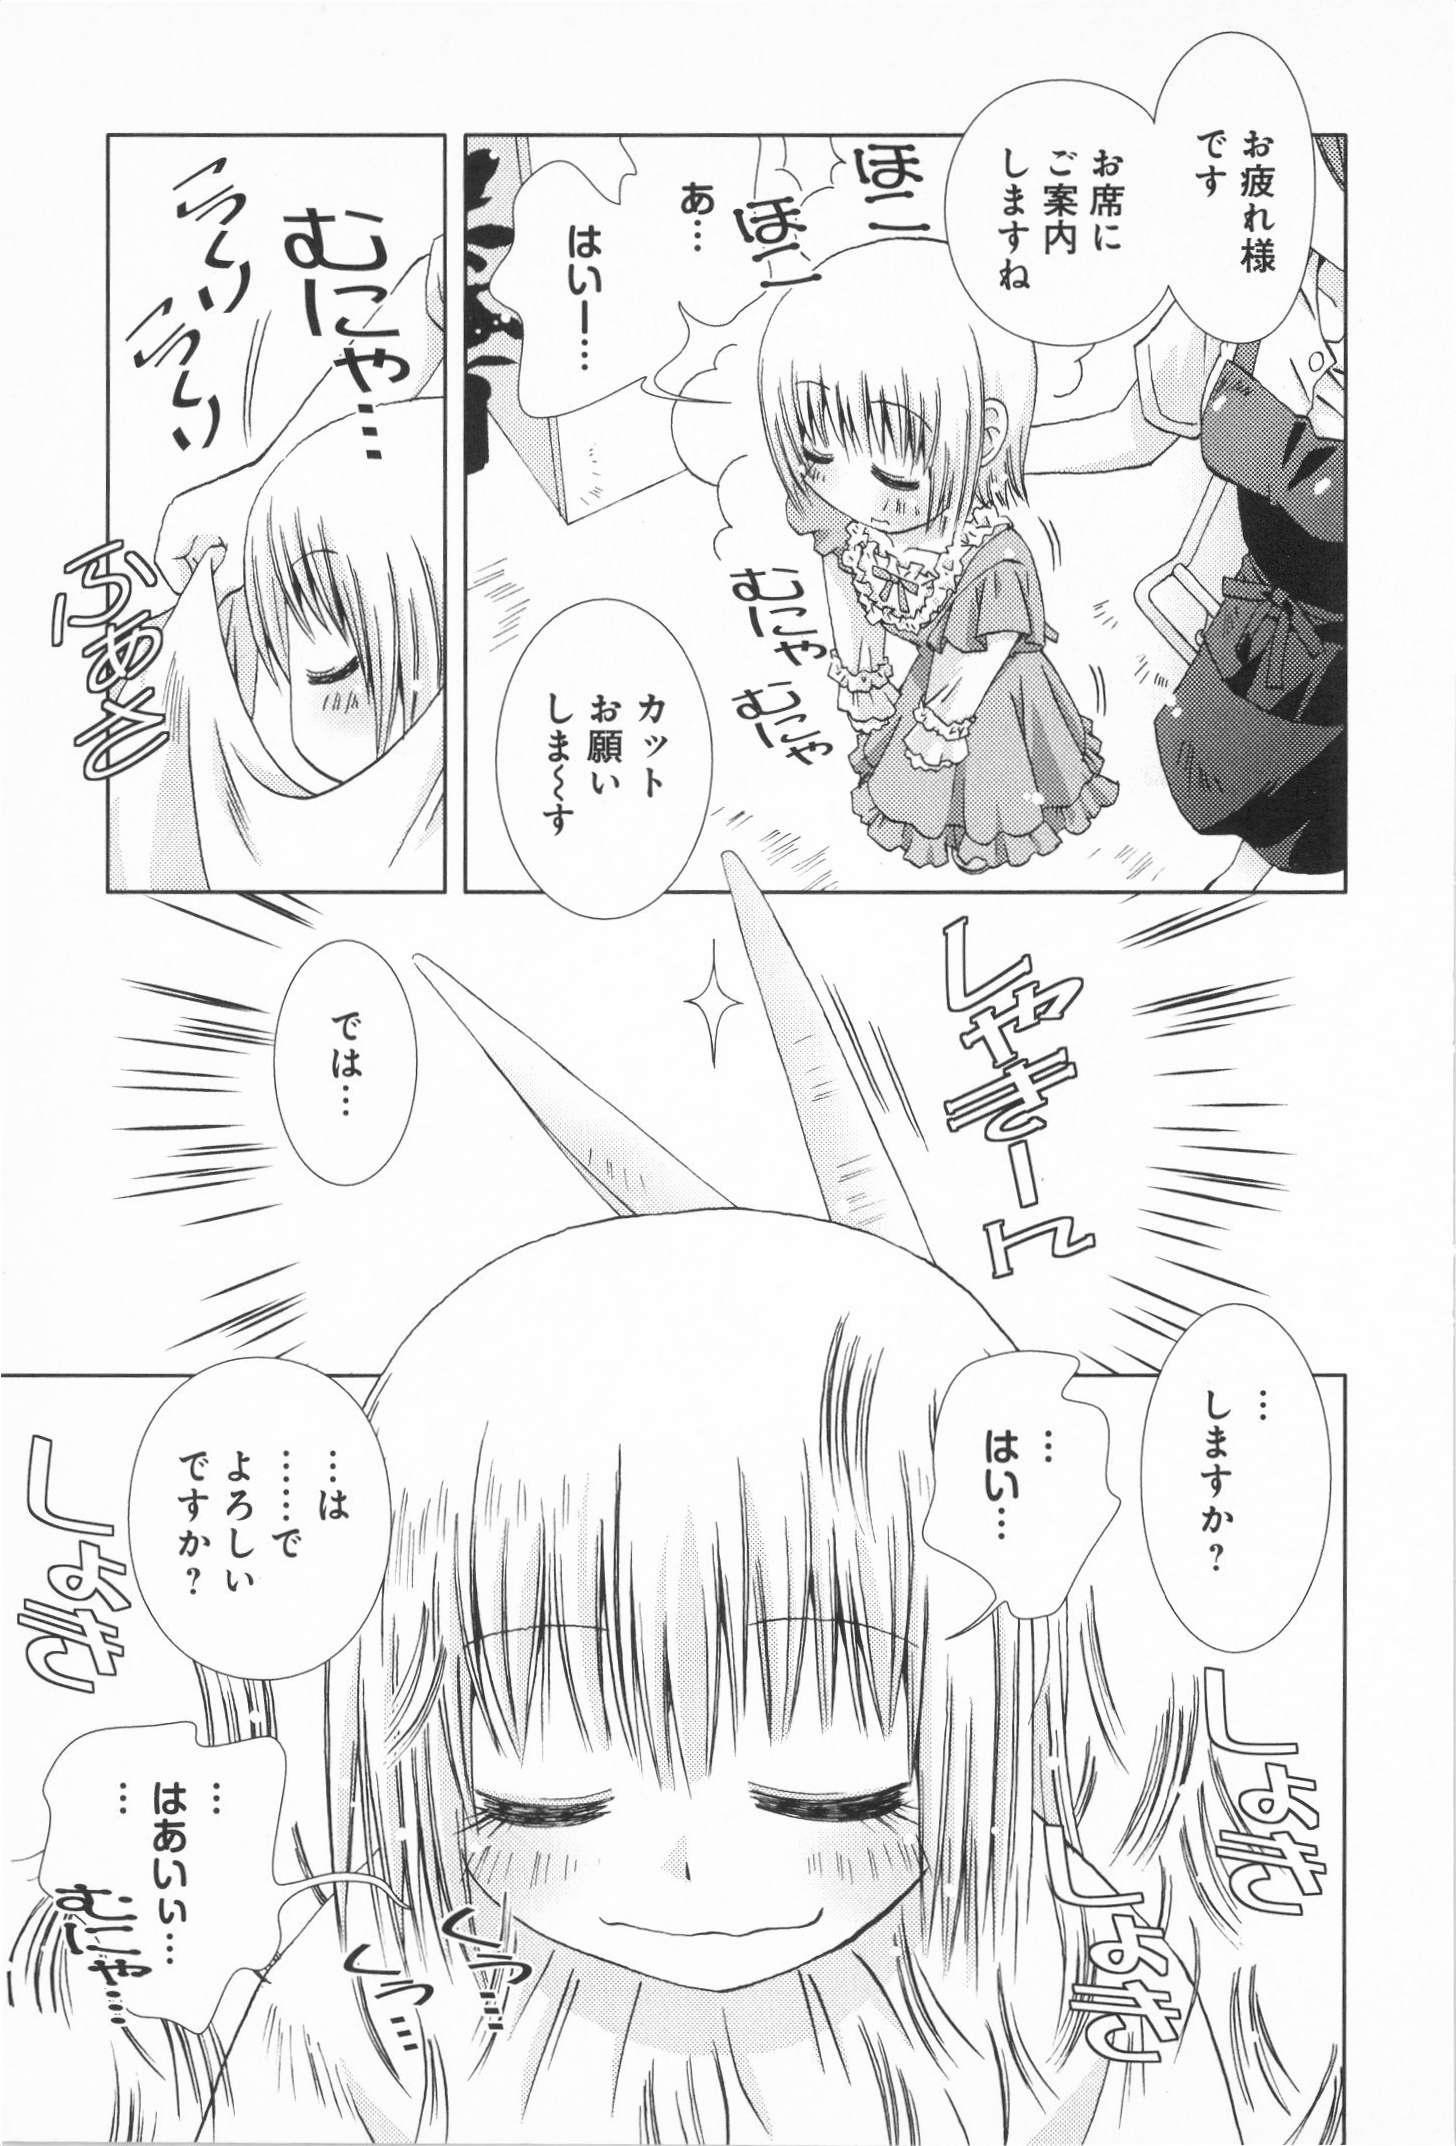 お疲れ様
です
お席に
ご案内
しますね
ほこ
ほこ
あ…
はいー…
むにゃ
むにゃ
カット
お願い
しま〜す
むにゃ…
こっくり
こっくり
ふぁさ
しゃきーん
では…
…
しますか?
…
はい…
…は
……で
よろしい
ですか?
しょき
しょき
しょき
…
はあいぃ…
…
むにゃ…
くぅ…
くぅ…